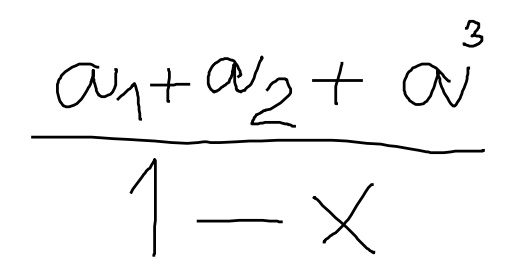 a₁ + a₂ + a³
1 − x